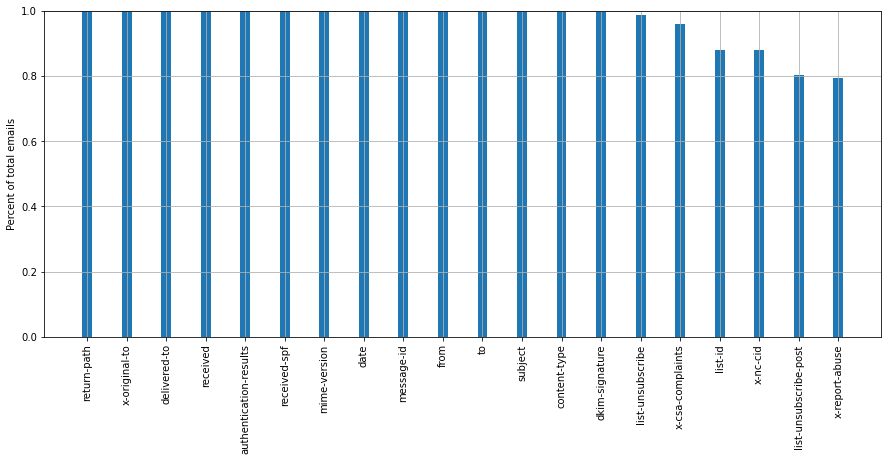 1.0
0.8
0.6
0.4
0.2
0.0
Percent of total emails
return-path
x-original-to
delivered-to
received
authentication-results
received-spf
mime-version
date
message-id
from
to
subject
content-type
dkim-signature
list-unsubscribe
x-csa-complaints
list-id
x-nc-cid
list-unsubscribe-post
x-report-abuse